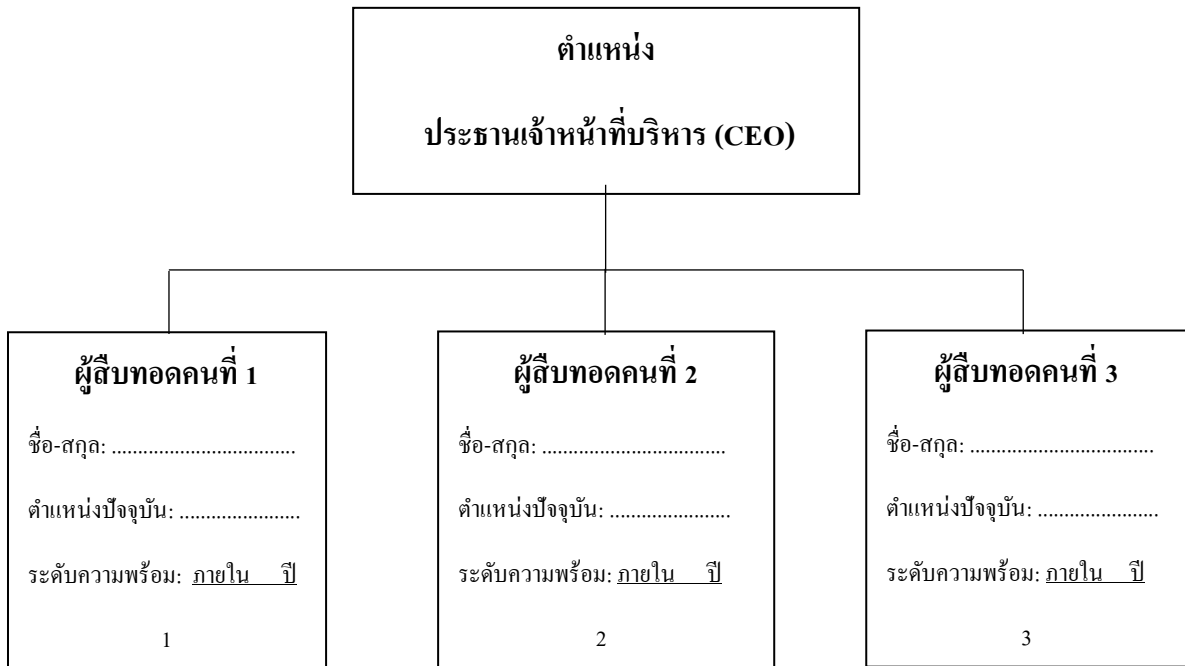 ตำแหน่ง
ประธานเจ้าหน้าที่บริหาร (CEO)
ผู้สืบทอดคนที่ 1
ชื่อ-สกุล: ...................................
ตำแหน่งปัจจุบัน: .......................
ระดับความพร้อม: ภายใน ปี
1
ผู้สืบทอดคนที่ 2
ชื่อ-สกุล: ...................................
ตำแหน่งปัจจุบัน: .......................
ระดับความพร้อม: ภายใน ปี
2
ผู้สืบทอดคนที่ 3
ชื่อ-สกุล: ...................................
ตำแหน่งปัจจุบัน: .......................
ระดับความพร้อม: ภายใน ปี
3